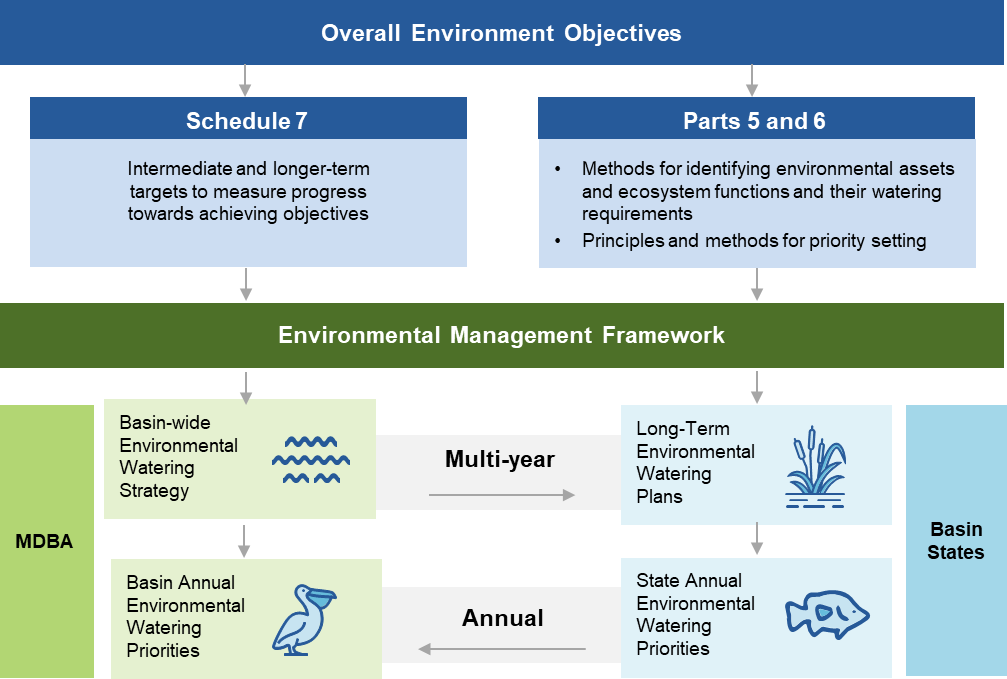 Overall Environment Objectives
Schedule 7
Intermediate and longer-term
targets to measure progress
towards achieving objectives
Parts 5 and 6
• Methods for identifying environmental assets
and ecosystem functions and their watering
requirements
• Principles and methods for priority setting
Environmental Management Framework
MDBA
Basin-wide
Environmental
Watering
Strategy
Multi-year
Long-Term
Environmental
Watering
Plans
Basin Annual
Environmental
Watering
Priorities
Annual
State Annual
Environmental
Watering
Priorities
Basin
States